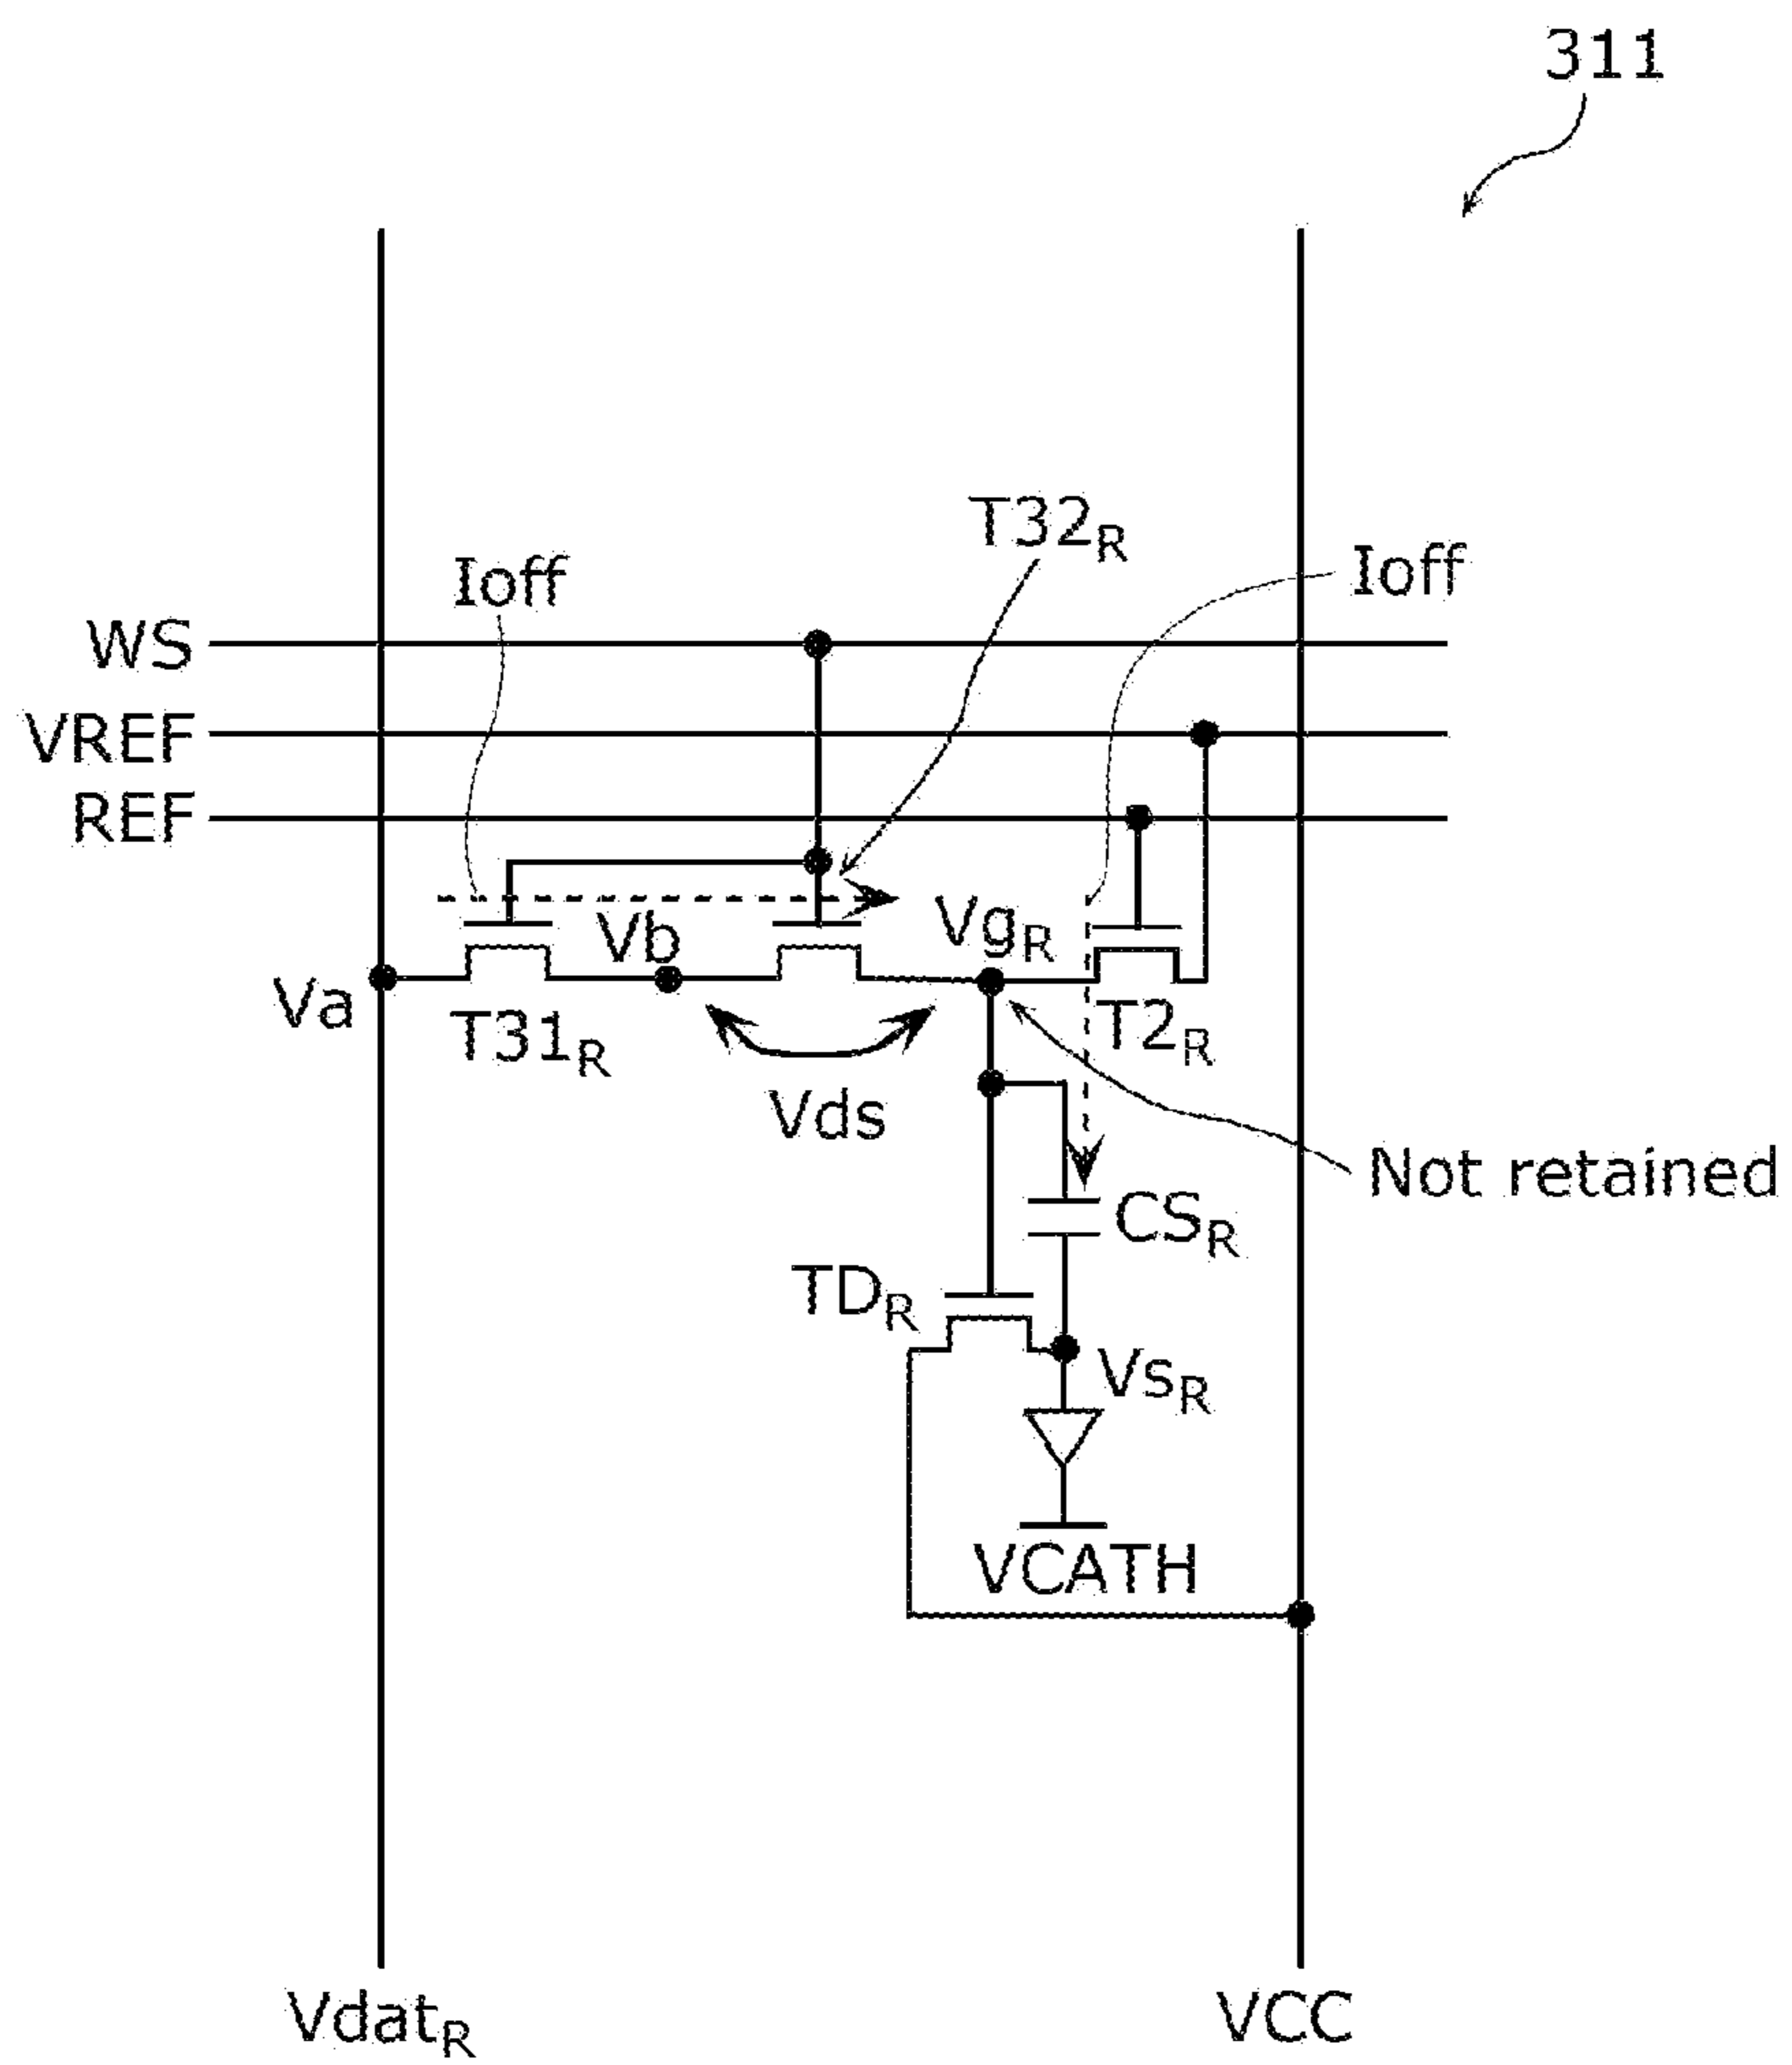 311
T32R
Ioff
Ioff
WS
VREF
REF
Vb
VgR
Va
T31R
T2R
Vds
Not retained
CSR
TDR
VsR
VCATH
VdatR
VCC